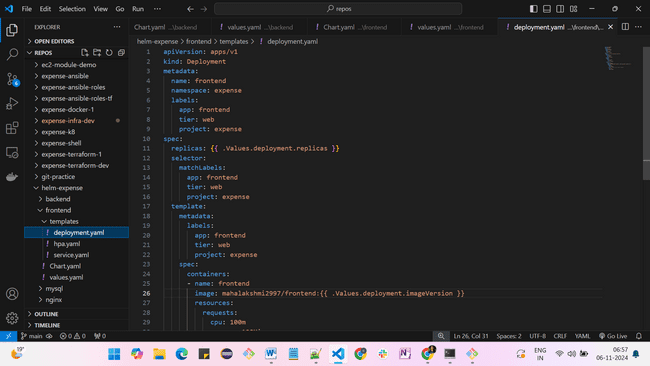 File Edit Selection View Go Run ··· repos
EXPLORER ···
OPEN EDITORS
REPOS
ec2-module-demo
expense-ansible
expense-ansible-roles
expense-ansible-roles-tf
expense-docker-1
expense-infra-dev
expense-k8
expense-shell
expense-terraform-1
expense-terraform-dev
git-practice
helm-expense
backend
frontend
templates
! deployment.yaml
! hpa.yaml
! service.yaml
! Chart.yaml
! values.yaml
mysql
nginx
OUTLINE
TIMELINE
Chart.yaml ...\backend ! values.yaml ...\backend ! Chart.yaml ...\frontend ! values.yaml ...\frontend ! deployment.yaml ...\frontend\...
helm-expense > frontend > templates > ! deployment.yaml
1 apiVersion: apps/v1
2 kind: Deployment
3 metadata:
4 name: frontend
5 namespace: expense
6 labels:
7 app: frontend
8 tier: web
9 project: expense
10 spec:
11 replicas: {{ .Values.deployment.replicas }}
12 selector:
13 matchLabels:
14 app: frontend
15 tier: web
16 project: expense
17 template:
18 metadata:
19 labels:
20 app: frontend
21 tier: web
22 project: expense
23 spec:
24 containers:
25 - name: frontend
26 image: mahalakshmi2997/frontend:{{ .Values.deployment.imageVersion }}
27 resources:
28 requests:
29 cpu: 100m
main 0 0 0 Ln 26, Col 31 Spaces: 2 UTF-8 CRLF YAML Go Live
19° ENG IN 06:57 06-11-2024